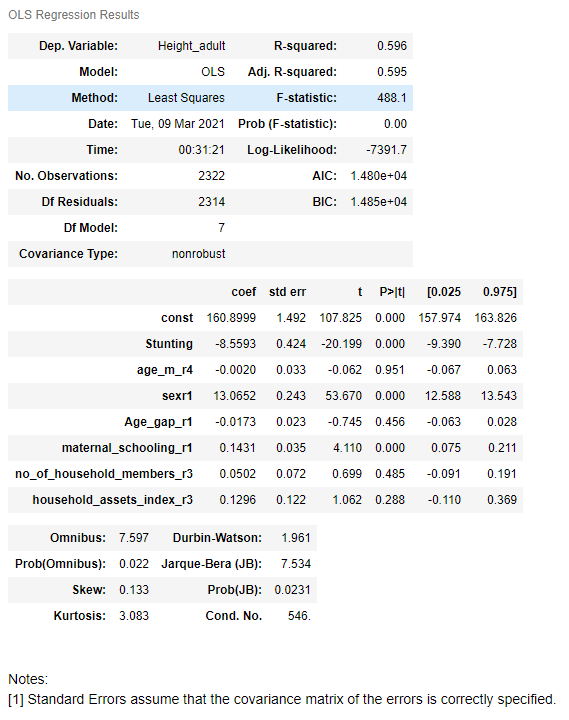 OLS Regression Results
Dep. Variable: Height_adult R-squared: 0.596
Model: OLS Adj. R-squared: 0.595
Method: Least Squares F-statistic: 488.1
Date: Tue, 09 Mar 2021 Prob (F-statistic): 0.00
Time: 00:31:21 Log-Likelihood: -7391.7
No. Observations: 2322 AIC: 1.480e+04
Df Residuals: 2314 BIC: 1.485e+04
Df Model: 7
Covariance Type: nonrobust
coef std err t P>|t| [0.025 0.975]
const 160.8999 1.492 107.825 0.000 157.974 163.826
Stunting -8.5593 0.424 -20.199 0.000 -9.390 -7.728
age_m_r4 -0.0020 0.033 -0.062 0.951 -0.067 0.063
sexr1 13.0652 0.243 53.670 0.000 12.588 13.543
Age_gap_r1 -0.0173 0.023 -0.745 0.456 -0.063 0.028
maternal_schooling_r1 0.1431 0.035 4.110 0.000 0.075 0.211
no_of_household_members_r3 0.0502 0.072 0.699 0.485 -0.091 0.191
household_assets_index_r3 0.1296 0.122 1.062 0.288 -0.110 0.369
Omnibus: 7.597 Durbin-Watson: 1.961
Prob(Omnibus): 0.022 Jarque-Bera (JB): 7.534
Skew: 0.133 Prob(JB): 0.0231
Kurtosis: 3.083 Cond. No. 546.
Notes:
[1] Standard Errors assume that the covariance matrix of the errors is correctly specified.